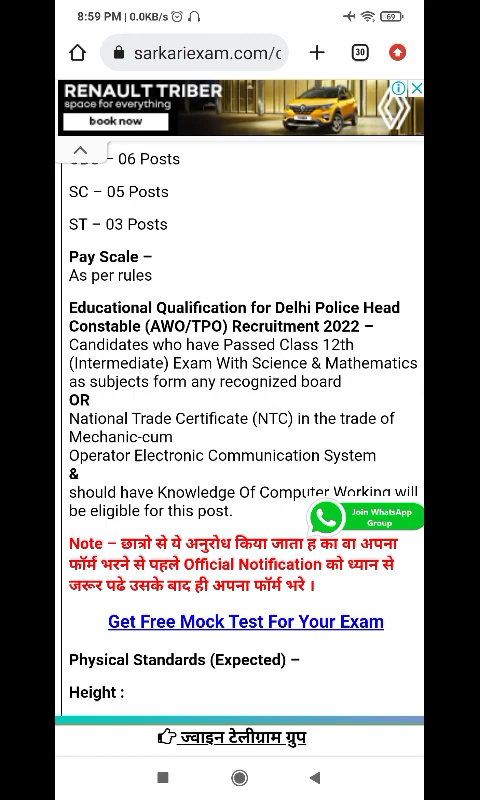 8:59 PM | 0.0KB/s
69
sarkariexam.com/c
30
RENAULT TRIBER
space for everything
book now
– 06 Posts
SC – 05 Posts
ST – 03 Posts
Pay Scale –
As per rules
Educational Qualification for Delhi Police Head
Constable (AWO/TPO) Recruitment 2022 –
Candidates who have Passed Class 12th
(Intermediate) Exam With Science & Mathematics
as subjects form any recognized board
OR
National Trade Certificate (NTC) in the trade of
Mechanic-cum
Operator Electronic Communication System
&
should have Knowledge Of Computer Working will
be eligible for this post.
Join WhatsApp
Group
Note – छात्रो से ये अनुरोध किया जाता ह का वा अपना
फॉर्म भरने से पहले Official Notification को ध्यान से
जरूर पढे उसके बाद ही अपना फॉर्म भरे ।
Get Free Mock Test For Your Exam
Physical Standards (Expected) –
Height :
ज्वाइन टेलीग्राम ग्रुप